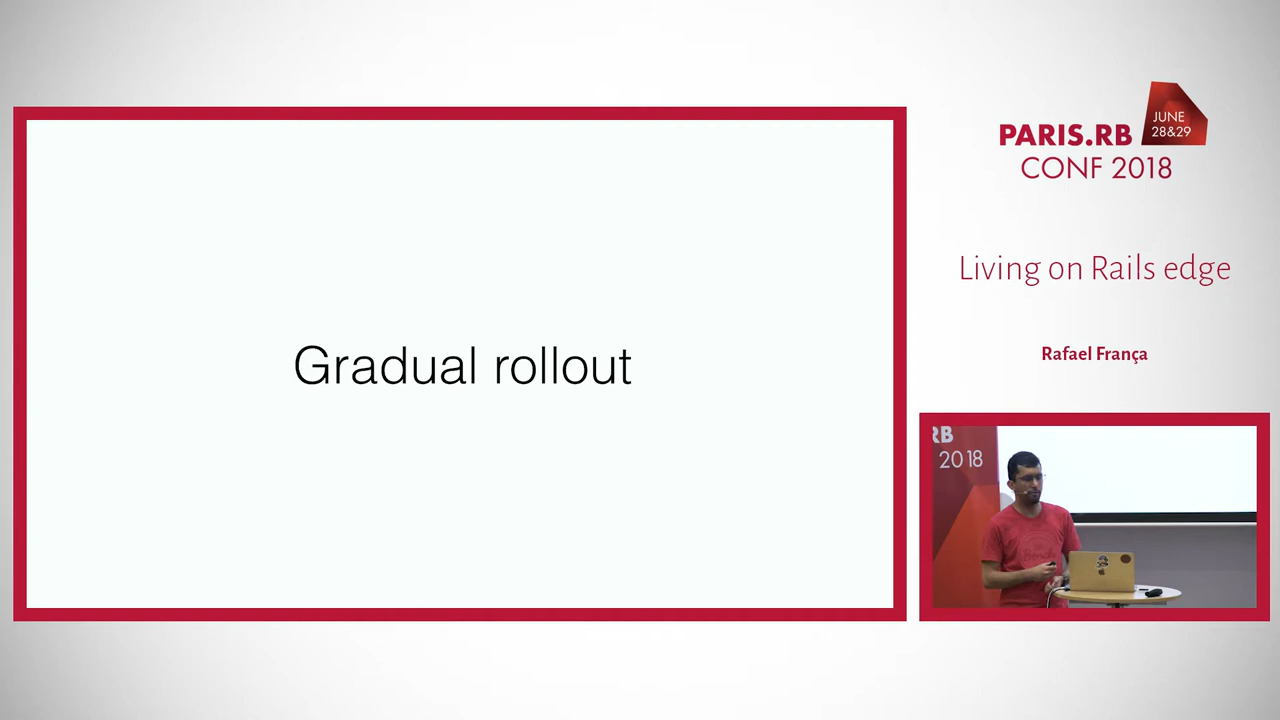 Gradual rollout
PARIS.RB
JUNE
28&29
CONF 2018
Living on Rails edge
Rafael França
RB
2018